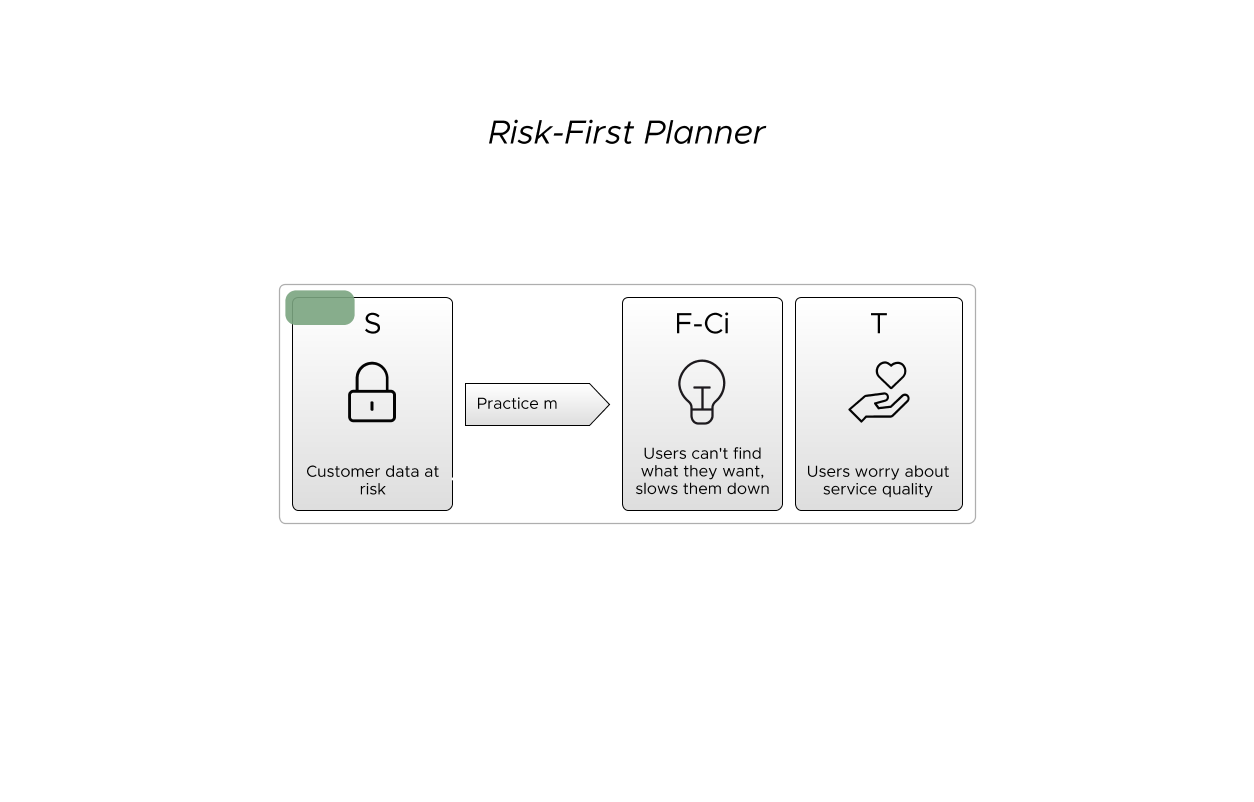 Risk-First Planner
S
Customer data at
risk
Practice m
F-Ci
Users can't find
what they want,
slows them down
T
Users worry about
service quality